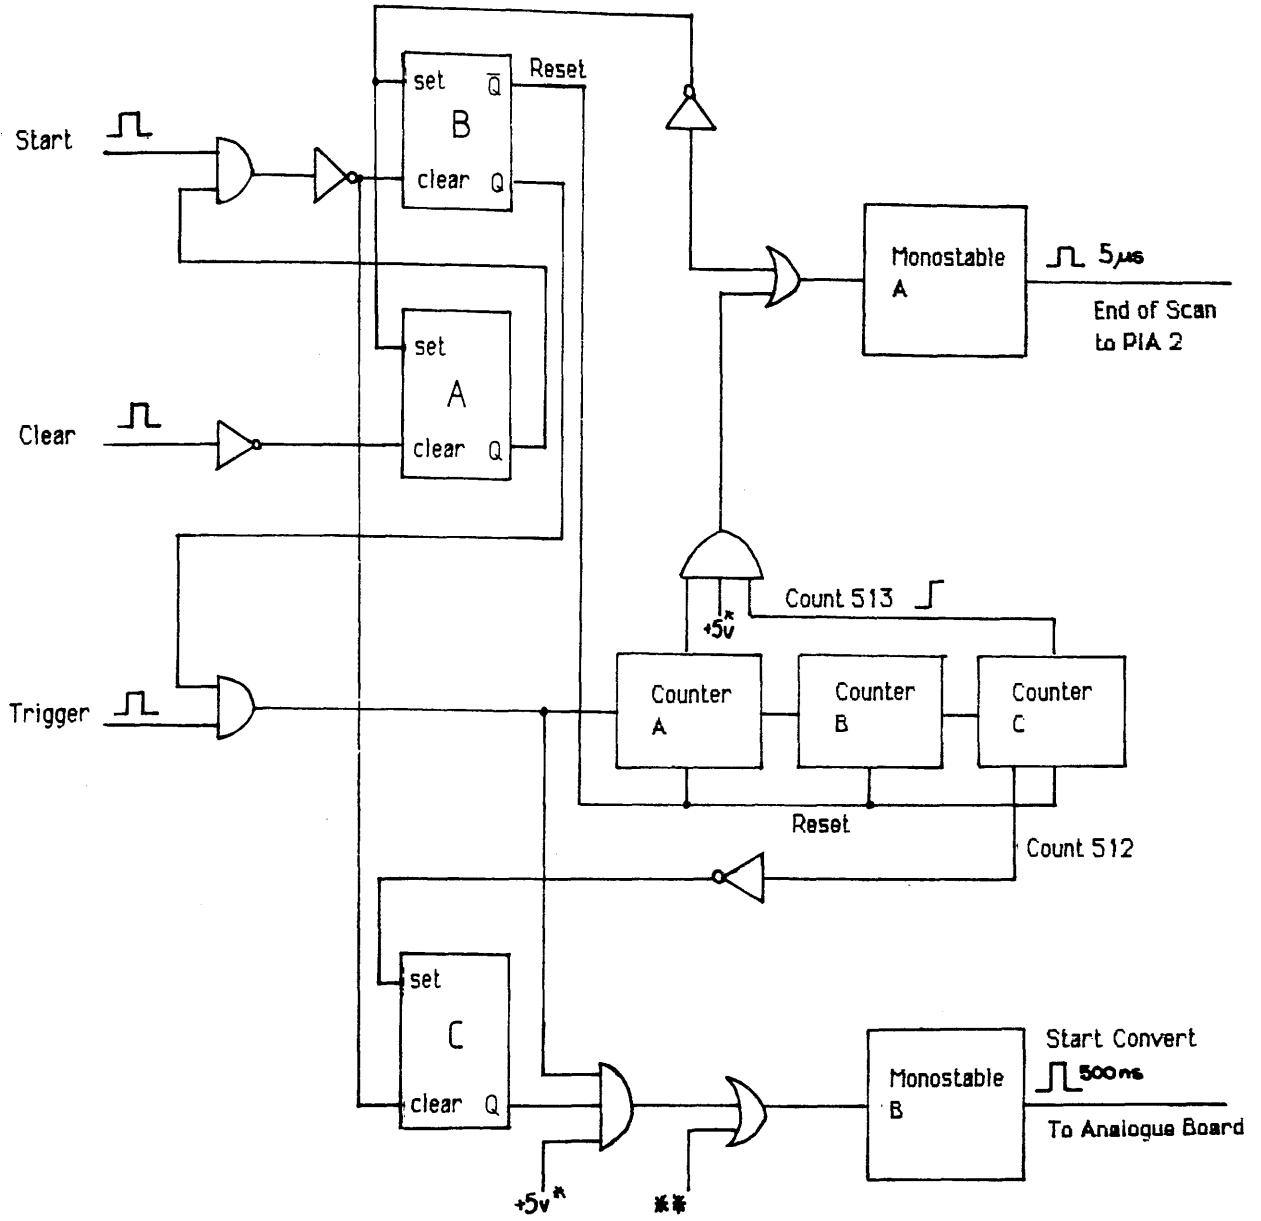 Reset
set
Q̅
B
Start
clear
Q
Monostable
A
5µs
End of Scan
to PIA 2
set
A
Clear
clear
Q
Count 513
+5v*
Trigger
Counter
A
Counter
B
Counter
C
Reset
Count 512
set
C
Start Convert
500ns
Monostable
B
clear
Q
To Analogue Board
+5v*
**